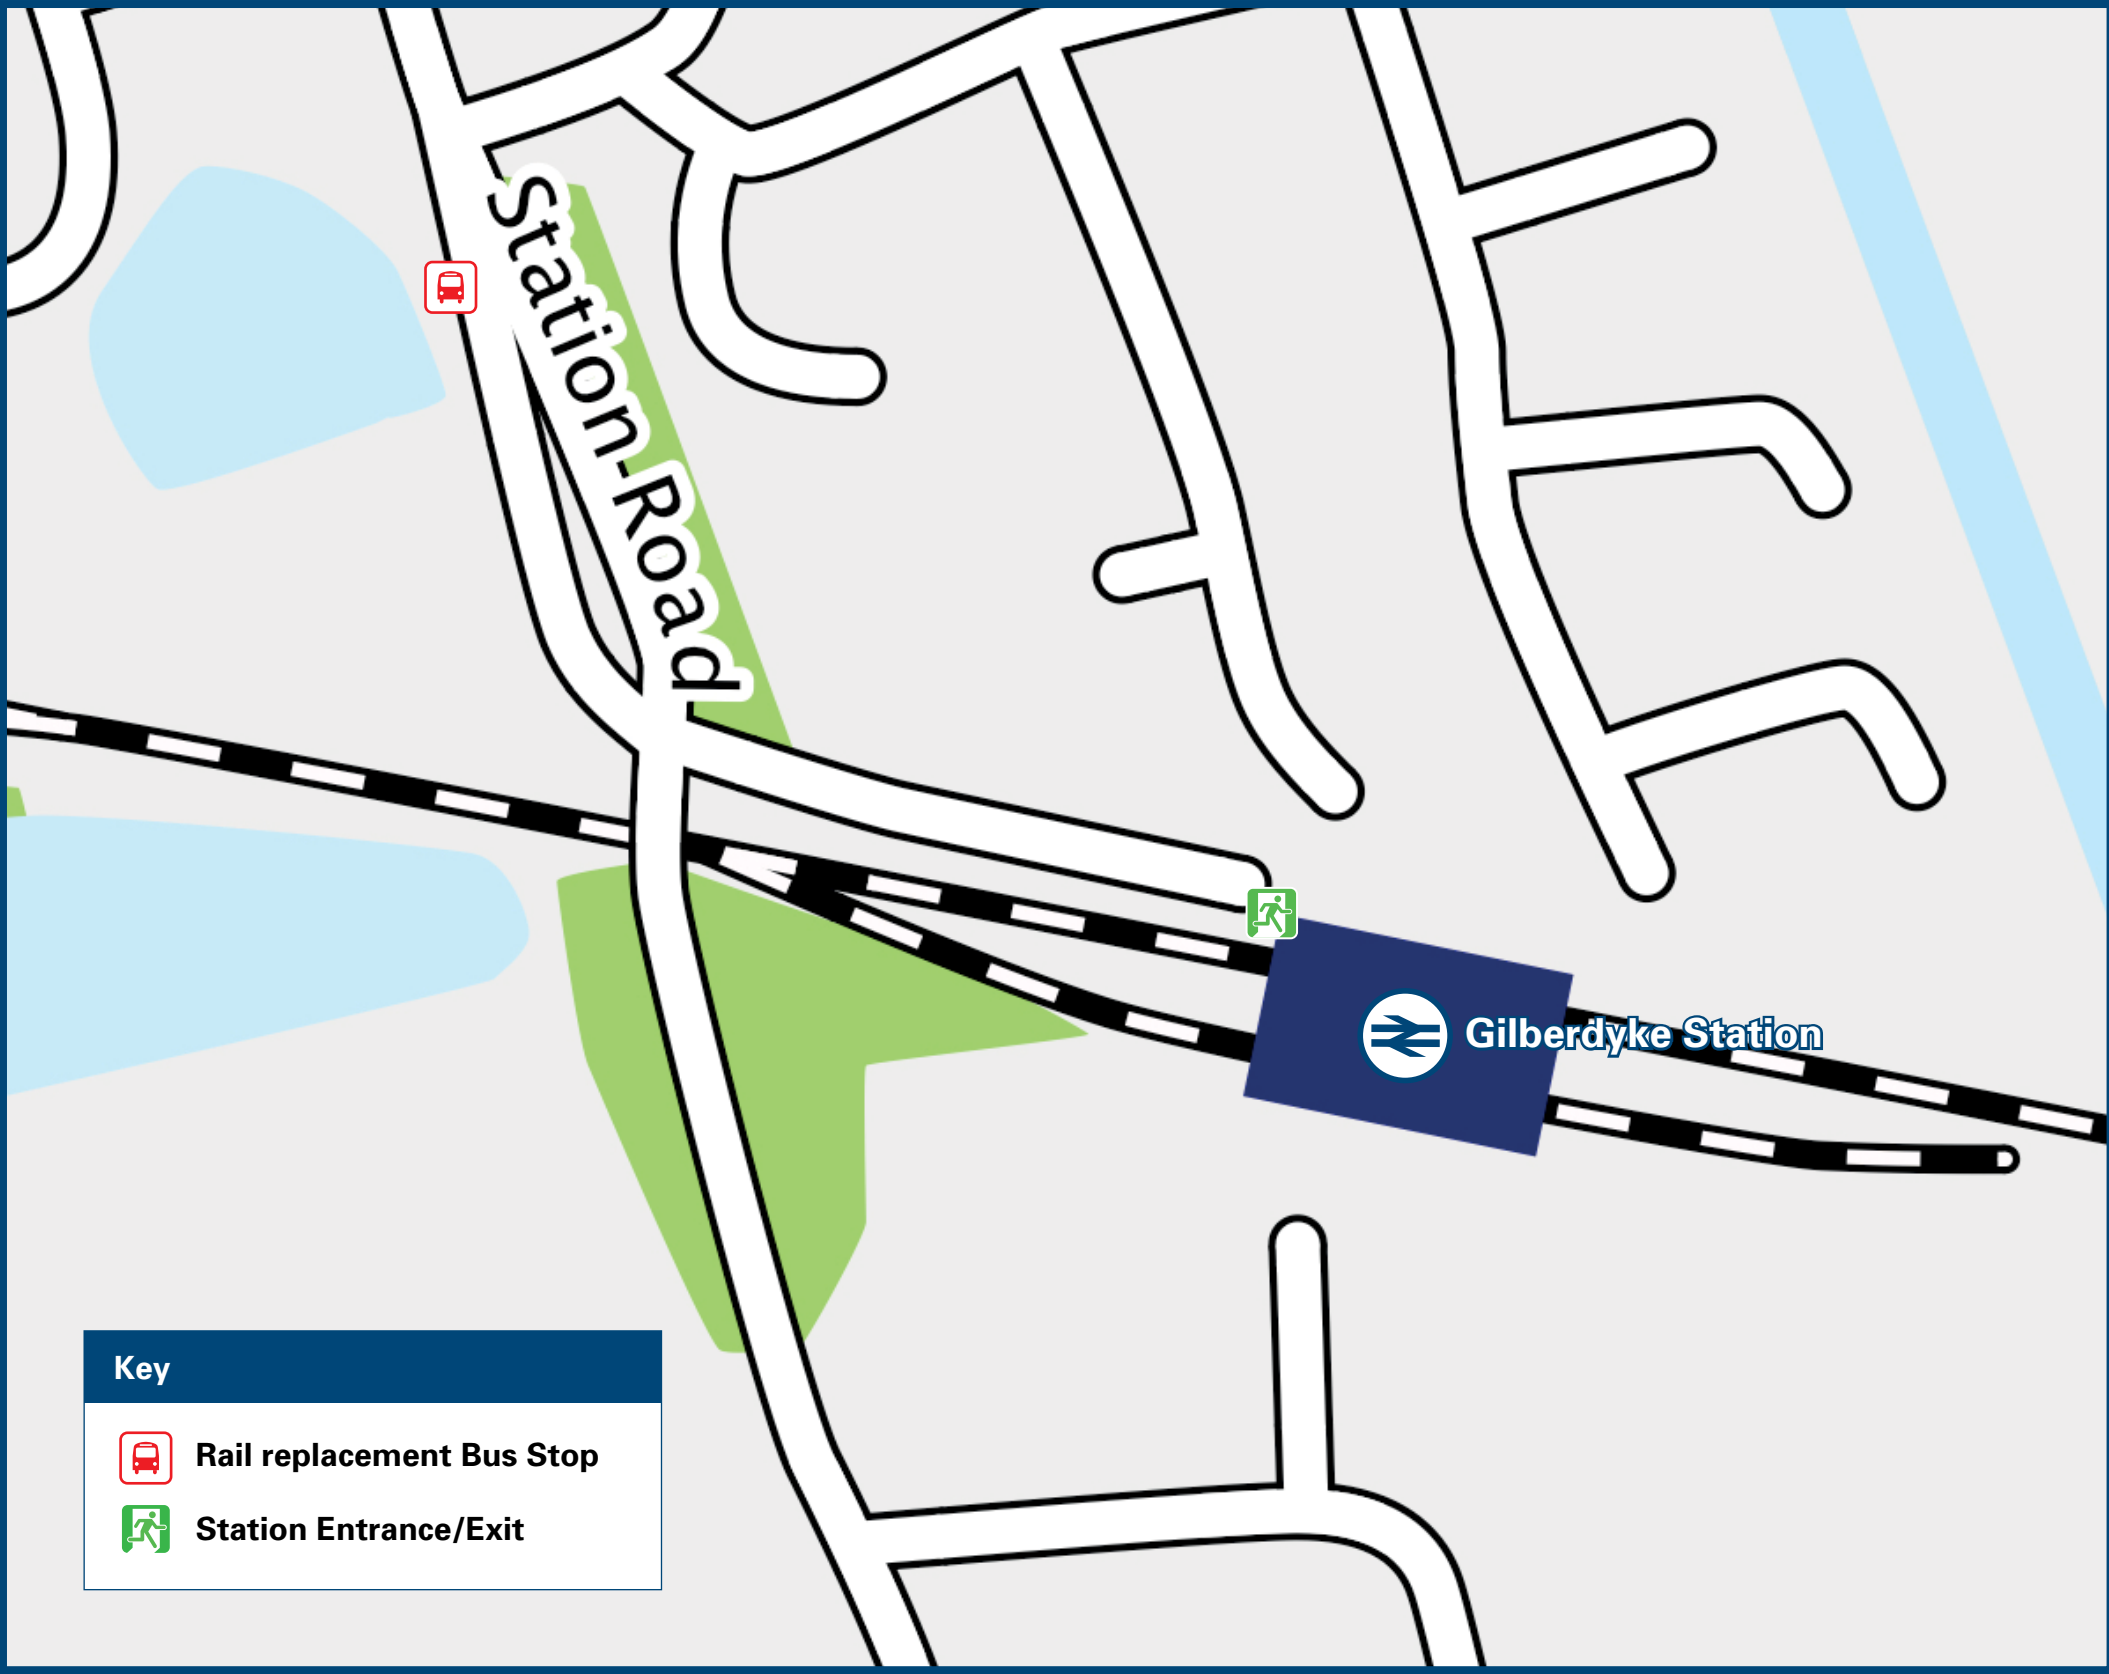 Station Road
Gilberdyke Station
Key
Rail replacement Bus Stop
Station Entrance/Exit